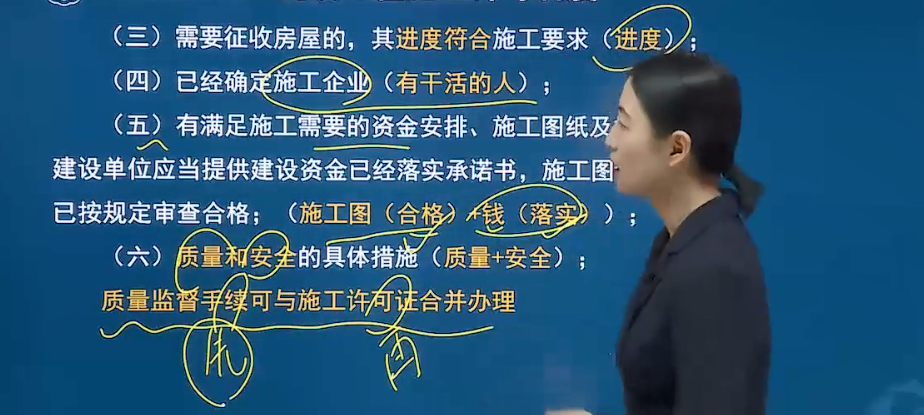 （三）需要征收房屋的，其进度符合施工要求（进度）；
（四）已经确定施工企业（有干活的人）；
（五）有满足施工需要的资金安排、施工图纸及
建设单位应当提供建设资金已经落实承诺书，施工图
已按规定审查合格；（施工图（合格）+钱（落实））；
（六）质量和安全的具体措施（质量+安全）；
质量监督手续可与施工许可证合并办理